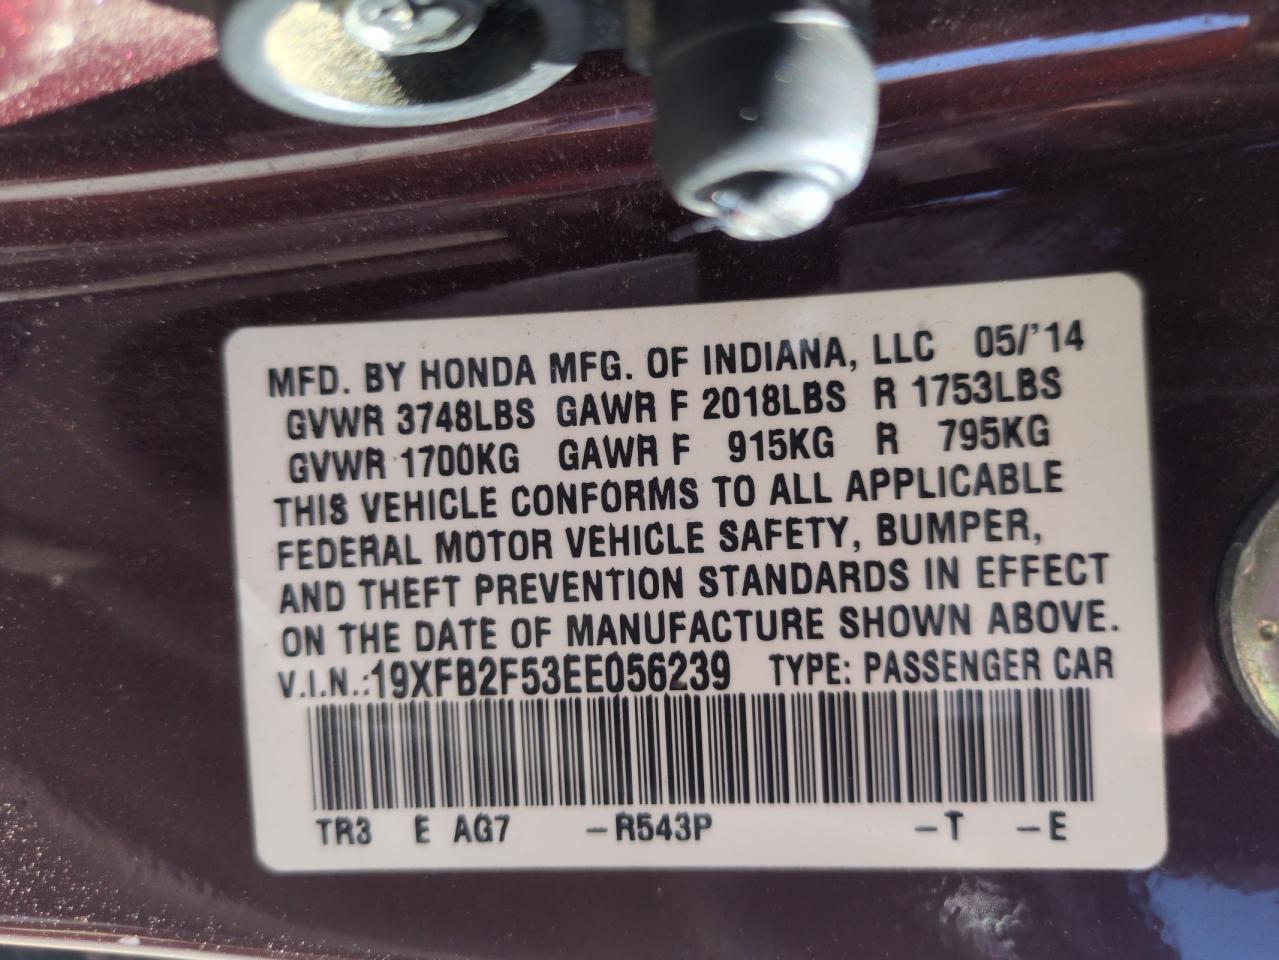 MFD. BY HONDA MFG. OF INDIANA, LLC 05/'14
GVWR 3748LBS GAWR F 2018LBS R 1753LBS
GVWR 1700KG GAWR F 915KG R 795KG
THIS VEHICLE CONFORMS TO ALL APPLICABLE
FEDERAL MOTOR VEHICLE SAFETY, BUMPER,
AND THEFT PREVENTION STANDARDS IN EFFECT
ON THE DATE OF MANUFACTURE SHOWN ABOVE.
V.I.N.:19XFB2F53EE056239 TYPE: PASSENGER CAR
TR3 E AG7 -R543P -T -E